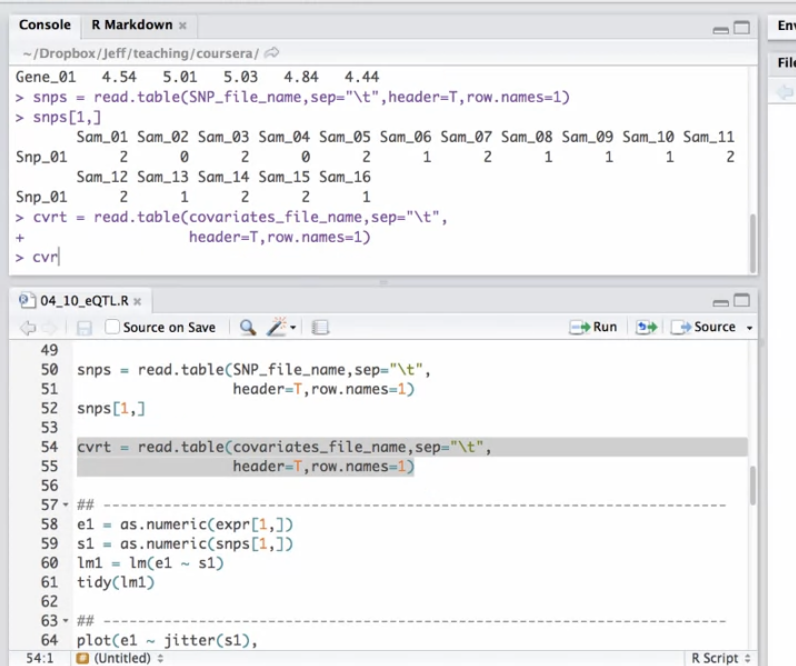 Console R Markdown
Env
~/Dropbox/Jeff/teaching/coursera/
File
Gene_01 4.54 5.01 5.03 4.84 4.44
> snps = read.table(SNP_file_name,sep="\t",header=T,row.names=1)
> snps[1,]
Sam_01 Sam_02 Sam_03 Sam_04 Sam_05 Sam_06 Sam_07 Sam_08 Sam_09 Sam_10 Sam_11
Snp_01 2 0 2 0 2 1 2 1 1 1 2
Sam_12 Sam_13 Sam_14 Sam_15 Sam_16
Snp_01 2 1 2 2 1
> cvrt = read.table(covariates_file_name,sep="\t",
+ header=T,row.names=1)
> cvr
04_10_eQTL.R
Source on Save Run Source
49
50 snps = read.table(SNP_file_name,sep="\t",
51 header=T,row.names=1)
52 snps[1,]
53
54 cvrt = read.table(covariates_file_name,sep="\t",
55 header=T,row.names=1)
56
57 ## ---------------------------------------------------------------------
58 e1 = as.numeric(expr[1,])
59 s1 = as.numeric(snps[1,])
60 lm1 = lm(e1 ~ s1)
61 tidy(lm1)
62
63 ## ---------------------------------------------------------------------
64 plot(e1 ~ jitter(s1),
54:1 (Untitled) R Script